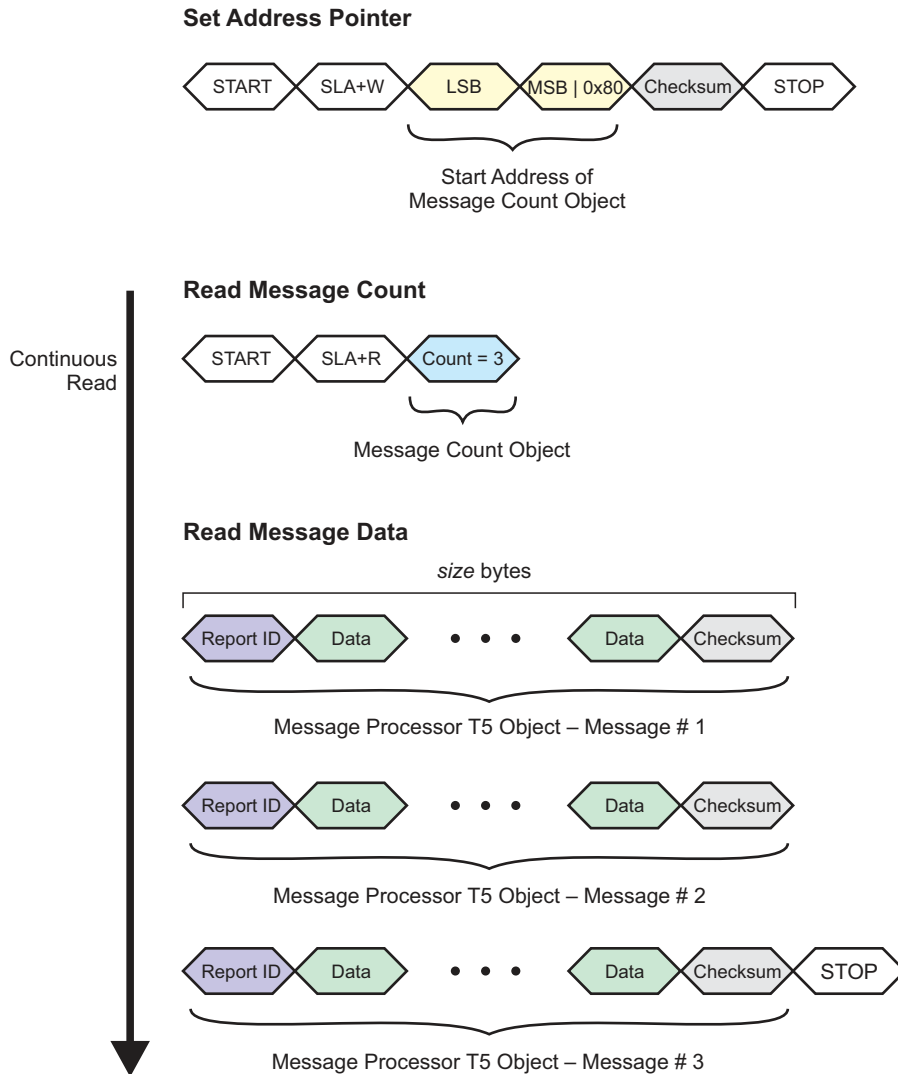 Set Address Pointer
START SLA+W LSB MSB | 0x80 Checksum STOP
Start Address of
Message Count Object
Read Message Count
Continuous
Read
START SLA+R Count = 3
Message Count Object
Read Message Data
size bytes
Report ID Data • • • Data Checksum
Message Processor T5 Object – Message # 1
Report ID Data • • • Data Checksum
Message Processor T5 Object – Message # 2
Report ID Data • • • Data Checksum STOP
Message Processor T5 Object – Message # 3